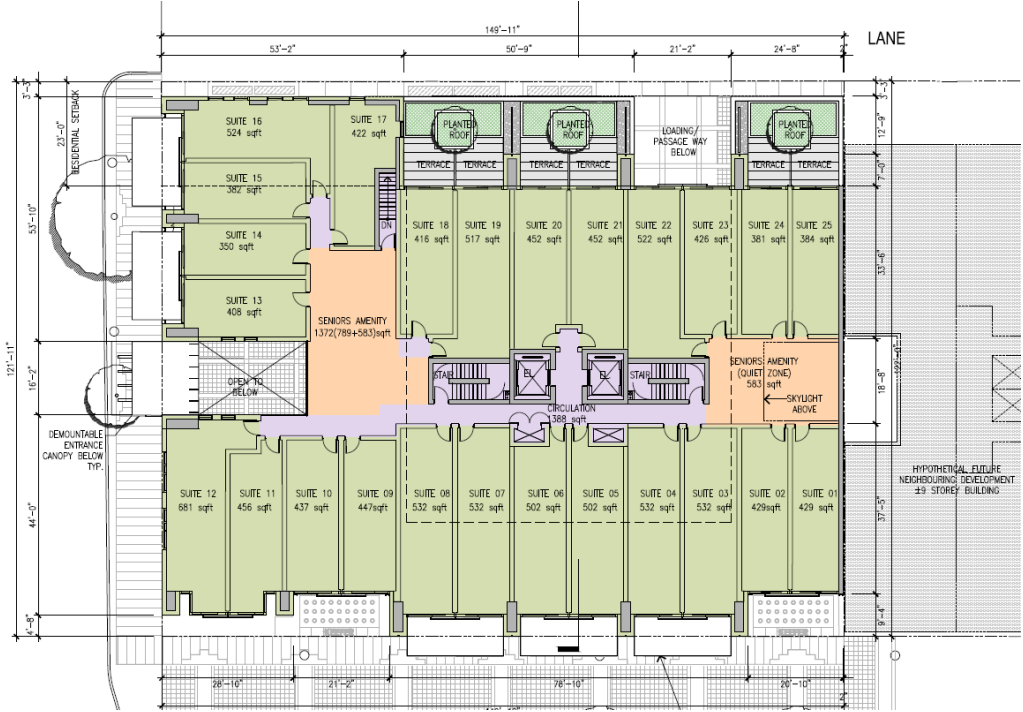 149'-11"
LANE
53'-2"
50'-9"
21'-2"
24'-8"
2"
3'-3"
3'-3"
RESIDENTIAL SETBACK
23'-0"
12'-9"
7'-0"
SUITE 16
524 sqft
SUITE 17
422 sqft
PLANTED
ROOF
PLANTED
ROOF
LOADING/
PASSAGE WAY
BELOW
PLANTED
ROOF
TERRACE
TERRACE
TERRACE
TERRACE
TERRACE
TERRACE
SUITE 15
382 sqft
53'-10"
DN
SUITE 14
350 sqft
SUITE 18
416 sqft
SUITE 19
517 sqft
SUITE 20
452 sqft
SUITE 21
452 sqft
SUITE 22
522 sqft
SUITE 23
426 sqft
SUITE 24
381 sqft
SUITE 25
384 sqft
33'-6"
SUITE 13
408 sqft
SENIORS AMENITY
1372(789+583)sqft
121'-11"
16'-2"
OPEN TO
BELOW
STAIR
EL
EL
STAIR
SENIORS AMENITY
(QUIET ZONE)
583 sqft
SKYLIGHT
ABOVE
18'-8"
CIRCULATION
1388 sqft
DEMOUNTABLE
ENTRANCE
CANOPY BELOW
TYP.
HYPOTHETICAL FUTURE
NEIGHBOURING DEVELOPMENT
±9 STOREY BUILDING
SUITE 12
681 sqft
SUITE 11
456 sqft
SUITE 10
437 sqft
SUITE 09
447sqft
SUITE 08
532 sqft
SUITE 07
532 sqft
SUITE 06
502 sqft
SUITE 05
502 sqft
SUITE 04
532 sqft
SUITE 03
532 sqft
SUITE 02
429sqft
SUITE 01
429 sqft
44'-0"
37'-5"
4'-8"
9'-4"
28'-10"
21'-2"
78'-10"
20'-10"
2"